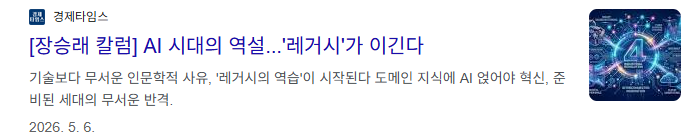 경제
타임스
경제타임스
[장승래 칼럼] AI 시대의 역설...'레거시'가 이긴다
기술보다 무서운 인문학적 사유, '레거시의 역습'이 시작된다 도메인 지식에 AI 얹어야 혁신, 준
비된 세대의 무서운 반격.
2026. 5. 6.
4